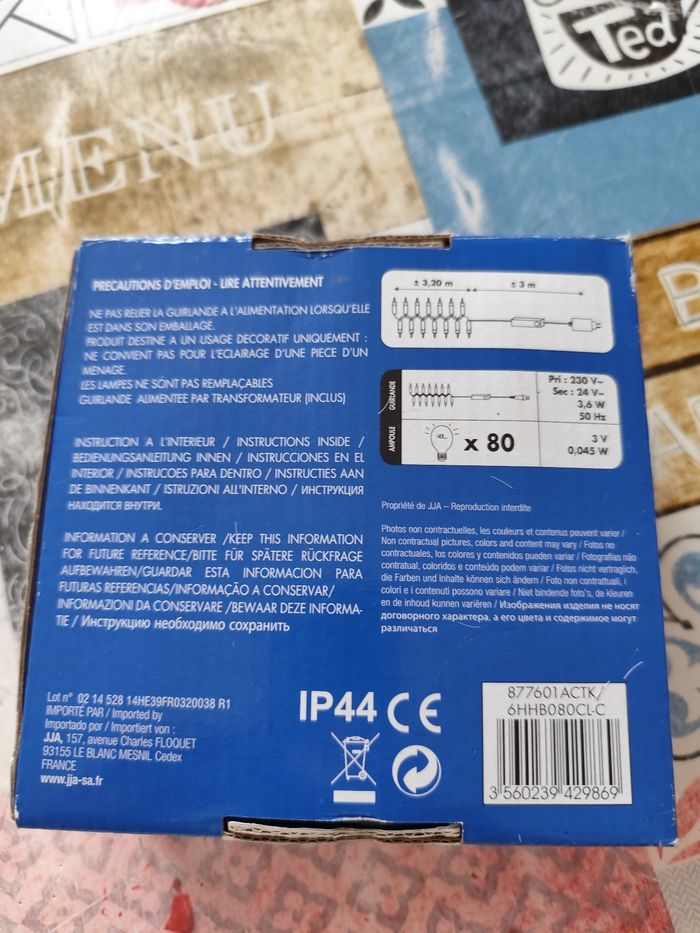 Ted
MENU
PRECAUTIONS D'EMPLOI - LIRE ATTENTIVEMENT
NE PAS RELIER LA GUIRLANDE A L'ALIMENTATION LORSQU'ELLE
EST DANS SON EMBALLAGE.
PRODUIT DESTINE A UN USAGE DECORATIF UNIQUEMENT :
NE CONVIENT PAS POUR L'ECLAIRAGE D'UNE PIECE D'UN
MENAGE.
LES LAMPES NE SONT PAS REMPLAÇABLES
GUIRLANDE ALIMENTEE PAR TRANSFORMATEUR (INCLUS)
INSTRUCTION A L'INTERIEUR / INSTRUCTIONS INSIDE /
BEDIENUNGSANLEITUNG INNEN / INSTRUCCIONES EN EL
INTERIOR / INSTRUCOES PARA DENTRO / INSTRUCTIES AAN
DE BINNENKANT / ISTRUZIONI ALL'INTERNO / ИНСТРУКЦИЯ
НАХОДИТСЯ ВНУТРИ.
INFORMATION A CONSERVER /KEEP THIS INFORMATION
FOR FUTURE REFERENCE/BITTE FÜR SPÄTERE RÜCKFRAGE
AUFBEWAHREN/GUARDAR ESTA INFORMACION PARA
FUTURAS REFERENCIAS/INFORMAÇÃO A CONSERVAR/
INFORMAZIONI DA CONSERVARE /BEWAAR DEZE INFORMA-
TIE / Инструкцию необходимо сохранить
± 3,20 m
± 3 m
GUIRLANDE
Pri : 230 V~
Sec : 24 V~
3,6 W
50 Hz
AMPOULE
x 80
3 V
0,045 W
Propriété de JJA – Reproduction interdite
Photos non contractuelles, les couleurs et contenus peuvent varier /
Non contractual pictures, colors and content may vary / Fotos no
contractuales, los colores y contenidos pueden variar / Fotografias não
contratual, coloridos e conteúdo podem variar / Fotos nicht vertraglich,
die Farben und Inhalte können sich ändern / Foto non contrattuali, i
colori e i contenuti possono variare / Niet bindende foto's, de kleuren
en de inhoud kunnen variëren / Изображения изделия не носят
договорного характера, а его цвета и содержимое могут
различаться
Lot n° 02 14 528 14HE39FR0320038 R1
IMPORTÉ PAR / Imported by
Importado por / Importiert von :
JJA, 157, avenue Charles FLOQUET
93155 LE BLANC MESNIL Cedex
FRANCE
www.jja-sa.fr
IP44 CE
877601ACTK/
6HHB080CL-C
3 560239 429869